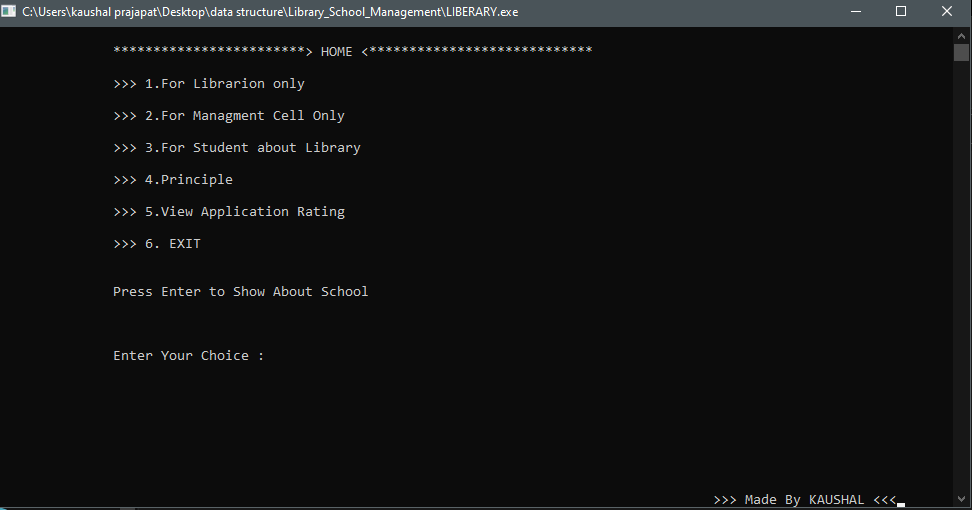 C:\Users\kaushal prajapat\Desktop\data structure\Library_School_Management\LIBERARY.exe
************************> HOME <****************************
>>> 1.For Librarion only
>>> 2.For Managment Cell Only
>>> 3.For Student about Library
>>> 4.Principle
>>> 5.View Application Rating
>>> 6. EXIT
Press Enter to Show About School
Enter Your Choice :
>>> Made By KAUSHAL <<<